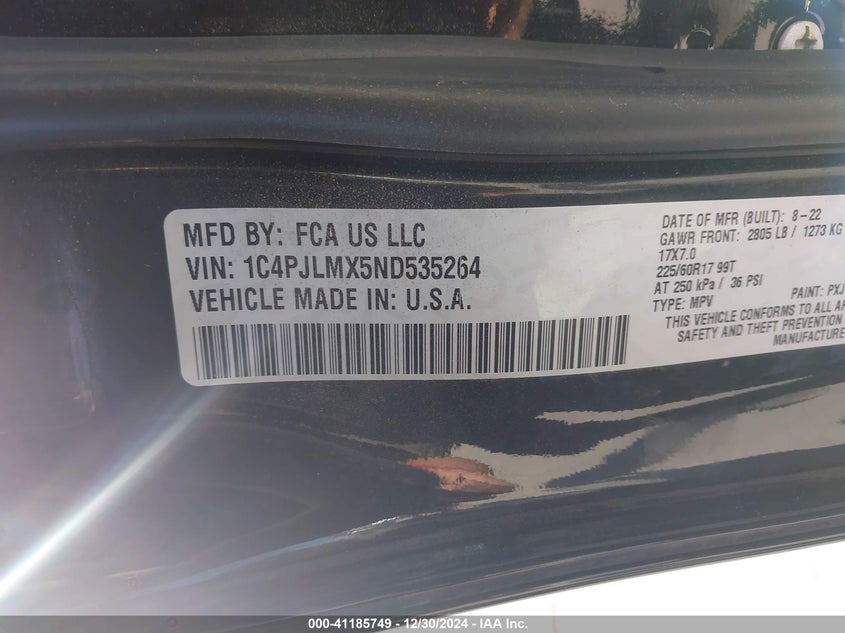 MFD BY: FCA US LLC
VIN: 1C4PJLMX5ND535264
VEHICLE MADE IN: U.S.A.
DATE OF MFR (BUILT): 8-22
GAWR FRONT: 2805 LB / 1273 KG
17X7.0
225/60R17 99T
AT 250 kPa / 36 PSI
TYPE: MPV PAINT: PXJ
THIS VEHICLE CONFORMS TO ALL
SAFETY AND THEFT PREVENTION
MANUFACTURE
©-41185749 - 12/30/2024 - IAA Inc.